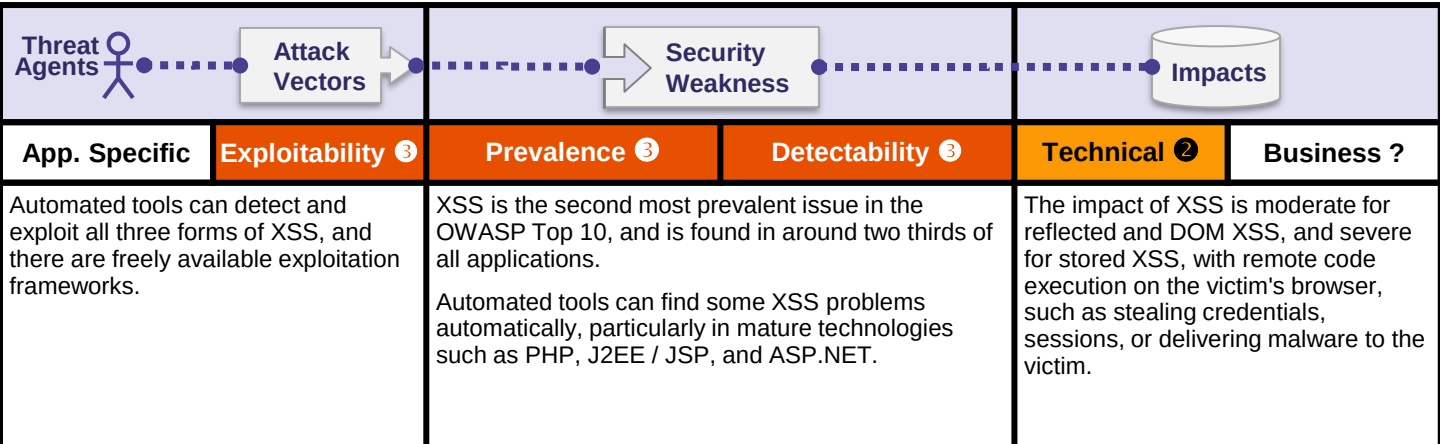 Threat
Agents
Attack
Vectors
Security
Weakness
Impacts
App. Specific
Exploitability ❸
Prevalence ❸
Detectability ❸
Technical ❷
Business ?
Automated tools can detect and
exploit all three forms of XSS, and
there are freely available exploitation
frameworks.
XSS is the second most prevalent issue in the
OWASP Top 10, and is found in around two thirds of
all applications.
Automated tools can find some XSS problems
automatically, particularly in mature technologies
such as PHP, J2EE / JSP, and ASP.NET.
The impact of XSS is moderate for
reflected and DOM XSS, and severe
for stored XSS, with remote code
execution on the victim's browser,
such as stealing credentials,
sessions, or delivering malware to the
victim.